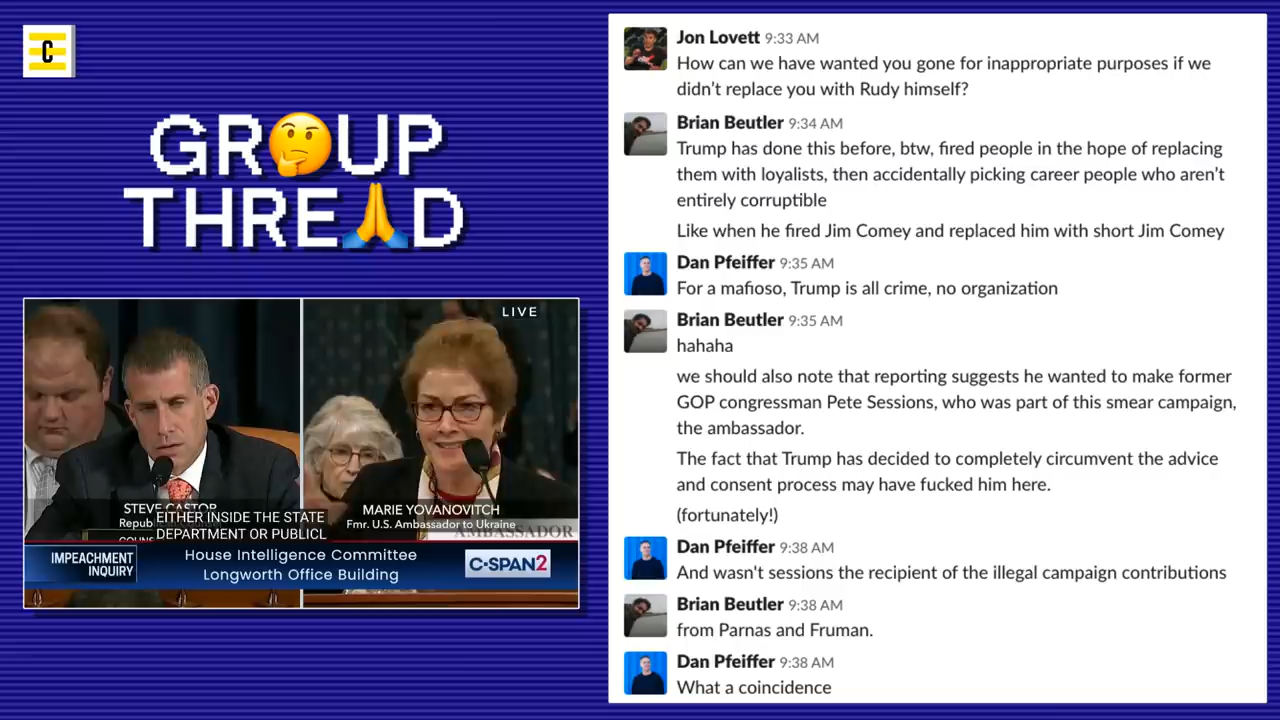 C
GR🤔UP
THRE🙏D
LIVE
STEVE CASTOR
Repub
EITHER INSIDE THE STATE
DEPARTMENT OR PUBLICL
MARIE YOVANOVITCH
Fmr. U.S. Ambassador to Ukraine
AMBASSADOR
IMPEACHMENT
INQUIRY
House Intelligence Committee
Longworth Office Building
C-SPAN2
Jon Lovett 9:33 AM
How can we have wanted you gone for inappropriate purposes if we
didn't replace you with Rudy himself?
Brian Beutler 9:34 AM
Trump has done this before, btw, fired people in the hope of replacing
them with loyalists, then accidentally picking career people who aren't
entirely corruptible
Like when he fired Jim Comey and replaced him with short Jim Comey
Dan Pfeiffer 9:35 AM
For a mafioso, Trump is all crime, no organization
Brian Beutler 9:35 AM
hahaha
we should also note that reporting suggests he wanted to make former
GOP congressman Pete Sessions, who was part of this smear campaign,
the ambassador.
The fact that Trump has decided to completely circumvent the advice
and consent process may have fucked him here.
(fortunately!)
Dan Pfeiffer 9:38 AM
And wasn't sessions the recipient of the illegal campaign contributions
Brian Beutler 9:38 AM
from Parnas and Fruman.
Dan Pfeiffer 9:38 AM
What a coincidence